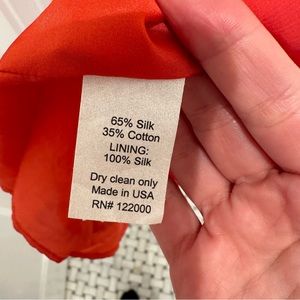 65% Silk
35% Cotton
LINING:
100% Silk
Dry clean only
Made in USA
RN# 122000